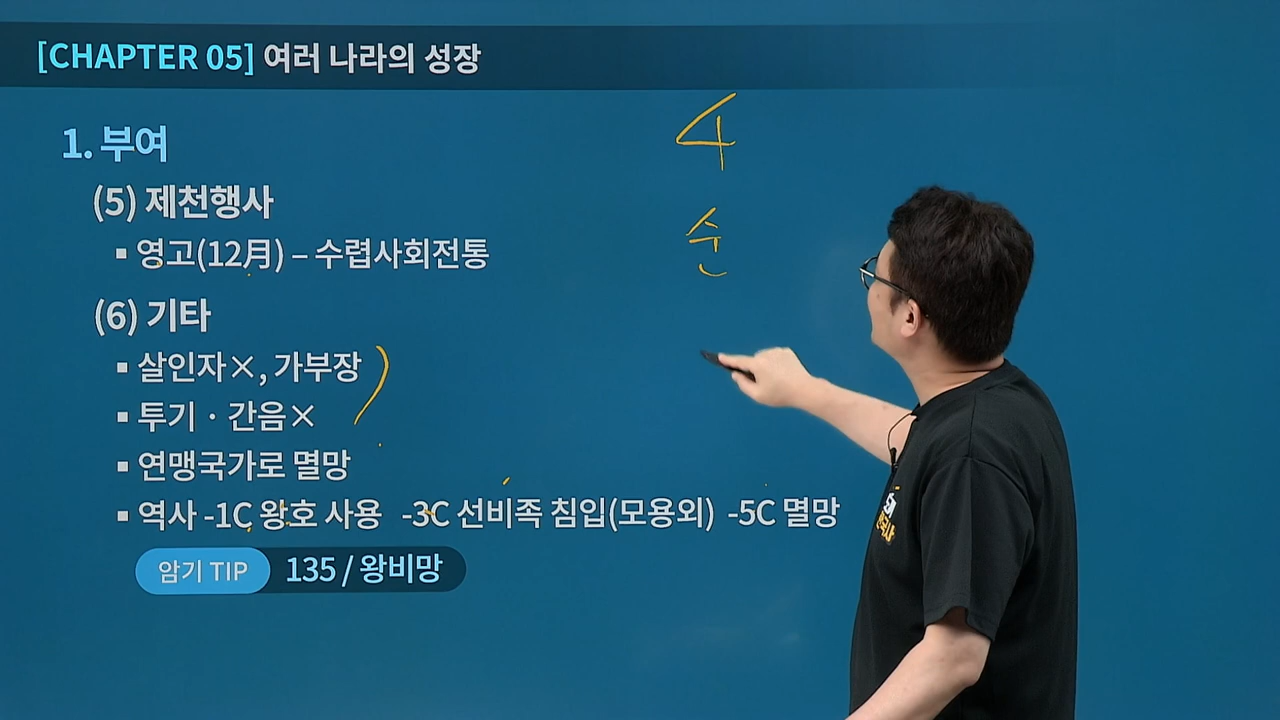 [CHAPTER 05] 여러 나라의 성장
1. 부여
(5) 제천행사
▪ 영고(12月) – 수렵사회전통
(6) 기타
▪ 살인자×, 가부장
▪ 투기 · 간음×
▪ 연맹국가로 멸망
▪ 역사 -1C 왕호 사용 -3C 선비족 침입(모용외) -5C 멸망
암기 TIP 135 / 왕비망
4
순